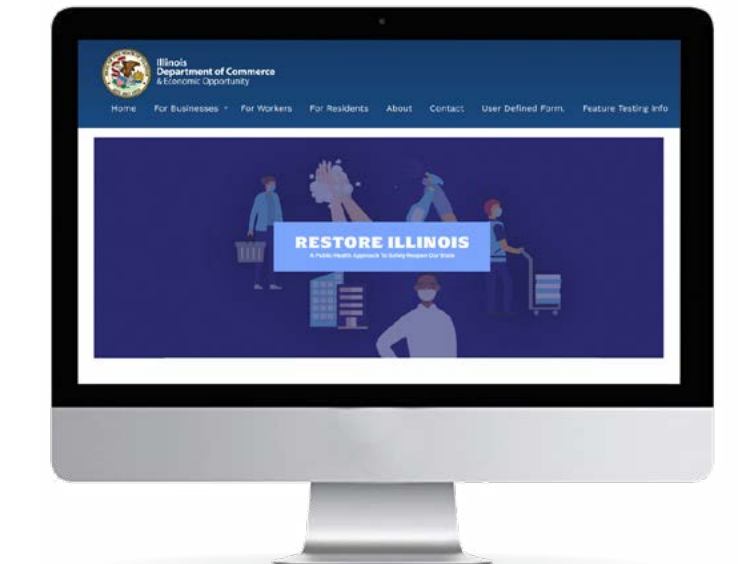 Illinois
Department of Commerce
& Economic Opportunity
Home For Businesses For Workers For Residents About Contact User Defined Form. Feature Testing Info
RESTORE ILLINOIS
A Public Health Approach To Safely Reopen Our State